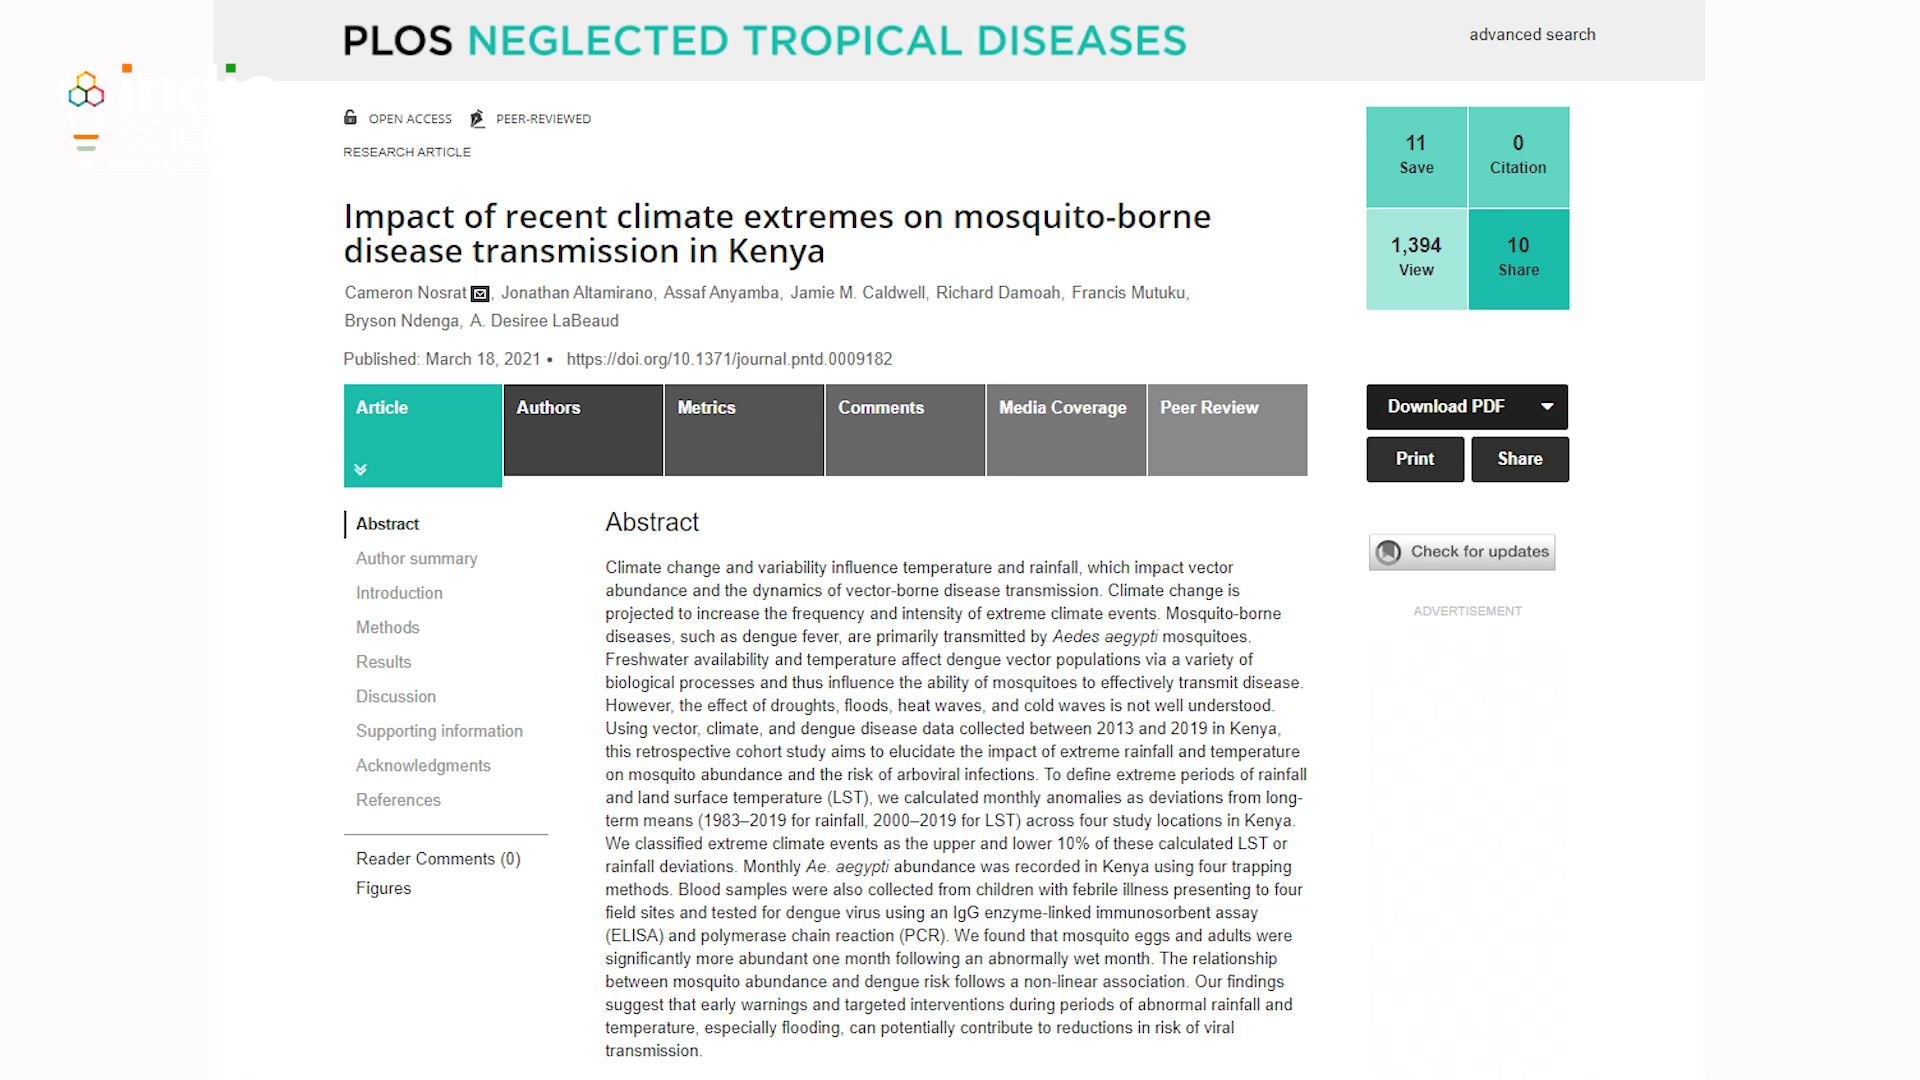 PLOS NEGLECTED TROPICAL DISEASES
advanced search
india
SCIEN
OPEN ACCESS PEER-REVIEWED
RESEARCH ARTICLE
11
Save
0
Citation
1,394
View
10
Share
Impact of recent climate extremes on mosquito-borne
disease transmission in Kenya
Cameron Nosrat , Jonathan Altamirano, Assaf Anyamba, Jamie M. Caldwell, Richard Damoah, Francis Mutuku,
Bryson Ndenga, A. Desiree LaBeaud
Published: March 18, 2021 • https://doi.org/10.1371/journal.pntd.0009182
Article
Authors
Metrics
Comments
Media Coverage
Peer Review
Download PDF
Print
Share
Check for updates
ADVERTISEMENT
Abstract
Author summary
Introduction
Methods
Results
Discussion
Supporting information
Acknowledgments
References
Reader Comments (0)
Figures
Abstract
Climate change and variability influence temperature and rainfall, which impact vector
abundance and the dynamics of vector-borne disease transmission. Climate change is
projected to increase the frequency and intensity of extreme climate events. Mosquito-borne
diseases, such as dengue fever, are primarily transmitted by Aedes aegypti mosquitoes.
Freshwater availability and temperature affect dengue vector populations via a variety of
biological processes and thus influence the ability of mosquitoes to effectively transmit disease.
However, the effect of droughts, floods, heat waves, and cold waves is not well understood.
Using vector, climate, and dengue disease data collected between 2013 and 2019 in Kenya,
this retrospective cohort study aims to elucidate the impact of extreme rainfall and temperature
on mosquito abundance and the risk of arboviral infections. To define extreme periods of rainfall
and land surface temperature (LST), we calculated monthly anomalies as deviations from long-
term means (1983–2019 for rainfall, 2000–2019 for LST) across four study locations in Kenya.
We classified extreme climate events as the upper and lower 10% of these calculated LST or
rainfall deviations. Monthly Ae. aegypti abundance was recorded in Kenya using four trapping
methods. Blood samples were also collected from children with febrile illness presenting to four
field sites and tested for dengue virus using an IgG enzyme-linked immunosorbent assay
(ELISA) and polymerase chain reaction (PCR). We found that mosquito eggs and adults were
significantly more abundant one month following an abnormally wet month. The relationship
between mosquito abundance and dengue risk follows a non-linear association. Our findings
suggest that early warnings and targeted interventions during periods of abnormal rainfall and
temperature, especially flooding, can potentially contribute to reductions in risk of viral
transmission.